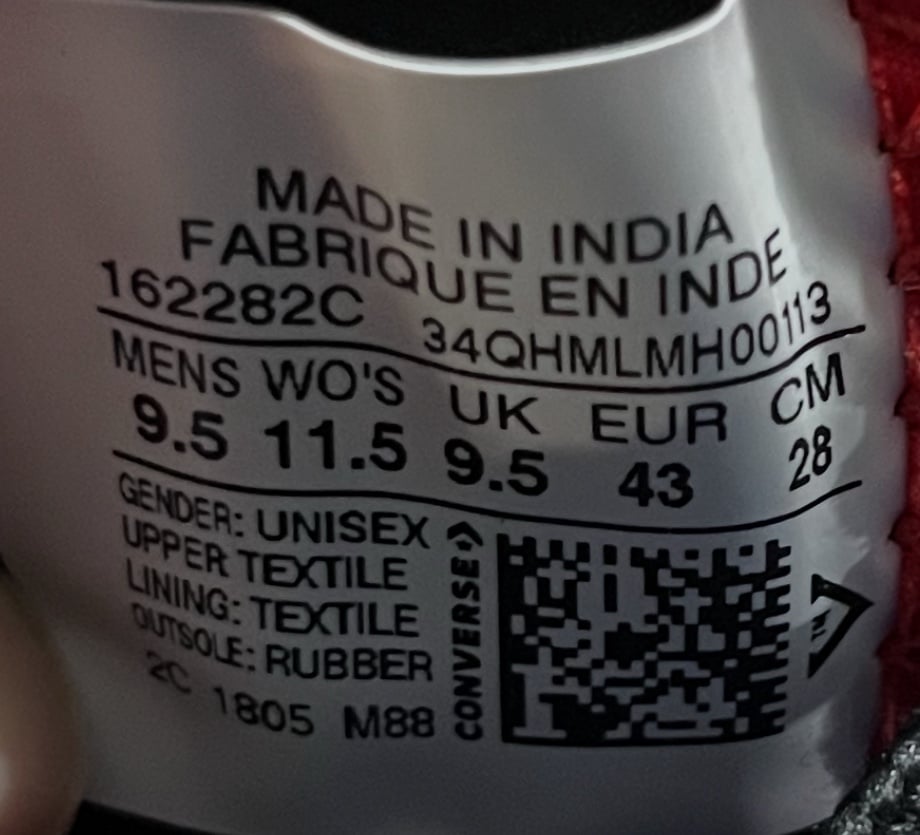 MADE IN INDIA
FABRIQUE EN INDE
162282C 34QHMLMH00113
MENS WO'S UK EUR CM
9.5 11.5 9.5 43 28
GENDER: UNISEX
UPPER TEXTILE
LINING: TEXTILE
OUTSOLE: RUBBER
2C 1805 M88
CONVERSE
TM